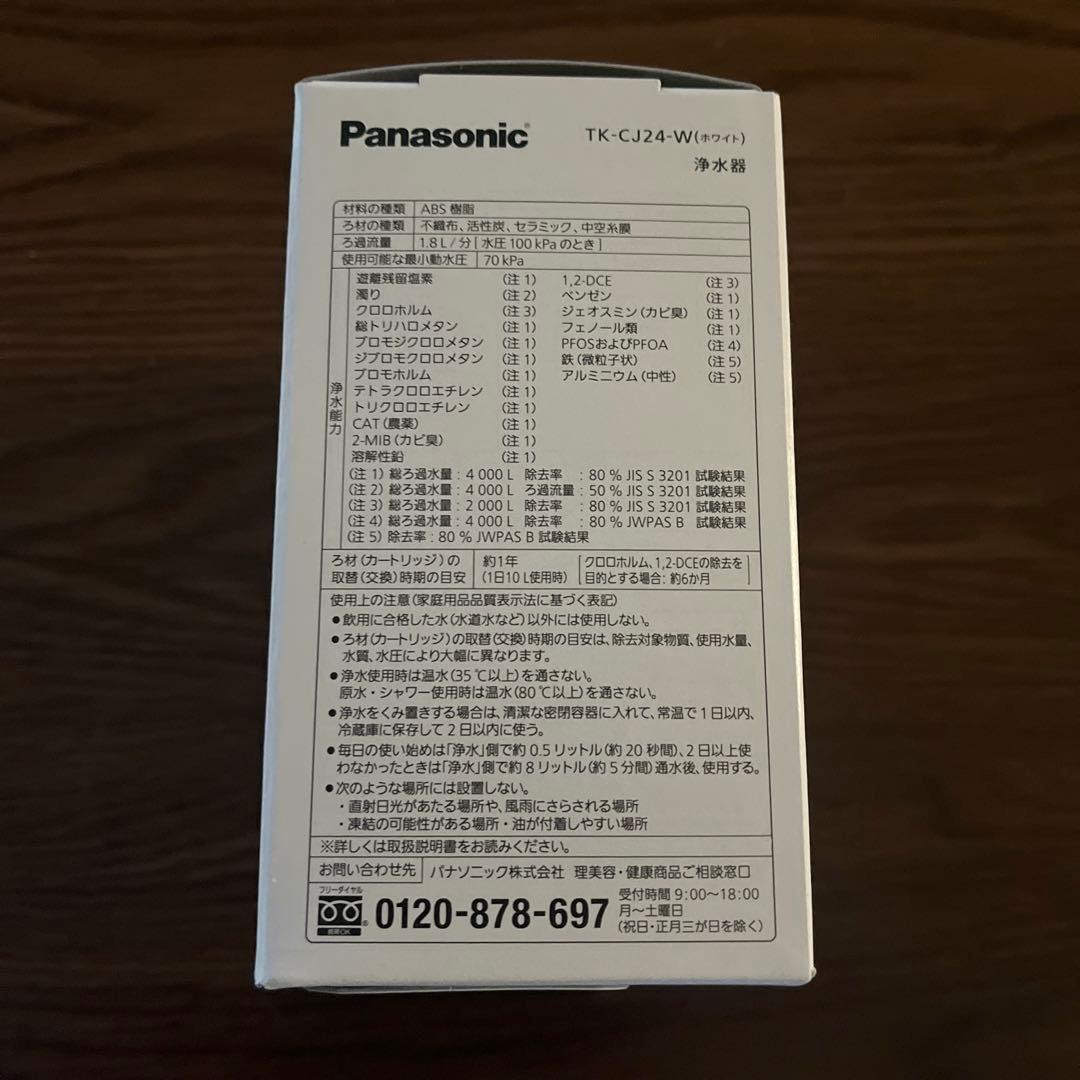 Panasonic
TK-CJ24-W(ホワイト)
浄水器
材料の種類 ABS 樹脂
ろ材の種類 不織布、活性炭、セラミック、中空糸膜
ろ過流量 1.8 L / 分 [ 水圧 100 kPa のとき ]
使用可能な最小動水圧 70 kPa
浄水能力
遊離残留塩素 (注 1) 1,2-DCE (注 3)
濁り (注 2) ベンゼン (注 1)
クロロホルム (注 3) ジェオスミン (カビ臭) (注 1)
総トリハロメタン (注 1) フェノール類 (注 1)
ブロモジクロロメタン (注 1) PFOSおよびPFOA (注 4)
ジブロモクロロメタン (注 1) 鉄 (微粒子状) (注 5)
ブロモホルム (注 1) アルミニウム (中性) (注 5)
テトラクロロエチレン (注 1)
トリクロロエチレン (注 1)
CAT (農薬) (注 1)
2-MIB (カビ臭) (注 1)
溶解性鉛 (注 1)
(注 1) 総ろ過水量 : 4 000 L 除去率 : 80 % JIS S 3201 試験結果
(注 2) 総ろ過水量 : 4 000 L ろ過流量 : 50 % JIS S 3201 試験結果
(注 3) 総ろ過水量 : 2 000 L 除去率 : 80 % JIS S 3201 試験結果
(注 4) 総ろ過水量 : 4 000 L 除去率 : 80 % JWPAS B 試験結果
(注 5) 除去率 : 80 % JWPAS B 試験結果
ろ材 (カートリッジ) の 約1年 [クロロホルム、1,2-DCEの除去を
取替 (交換) 時期の目安 (1日10 L使用時) 目的とする場合: 約6か月]
使用上の注意 (家庭用品品質表示法に基づく表記)
●飲用に合格した水 (水道水など) 以外には使用しない。
●ろ材 (カートリッジ) の取替 (交換) 時期の目安は、除去対象物質、使用水量、
水質、水圧により大幅に異なります。
●浄水使用時は温水 (35 ℃以上) を通さない。
原水・シャワー使用時は温水 (80 ℃以上) を通さない。
●浄水をくみ置きする場合は、清潔な密閉容器に入れて、常温で 1 日以内、
冷蔵庫に保存して 2 日以内に使う。
●毎日の使い始めは「浄水」側で約 0.5 リットル (約 20 秒間)、2 日以上使
わなかったときは「浄水」側で約 8 リットル (約 5 分間) 通水後、使用する。
●次のような場所には設置しない。
・直射日光があたる場所や、風雨にさらされる場所
・凍結の可能性がある場所・油が付着しやすい場所
※詳しくは取扱説明書をお読みください。
お問い合わせ先 パナソニック株式会社 理美容・健康商品ご相談窓口
フリーダイヤル
携帯OK
0120-878-697
受付時間 9:00〜18:00
月〜土曜日
(祝日・正月三が日を除く)